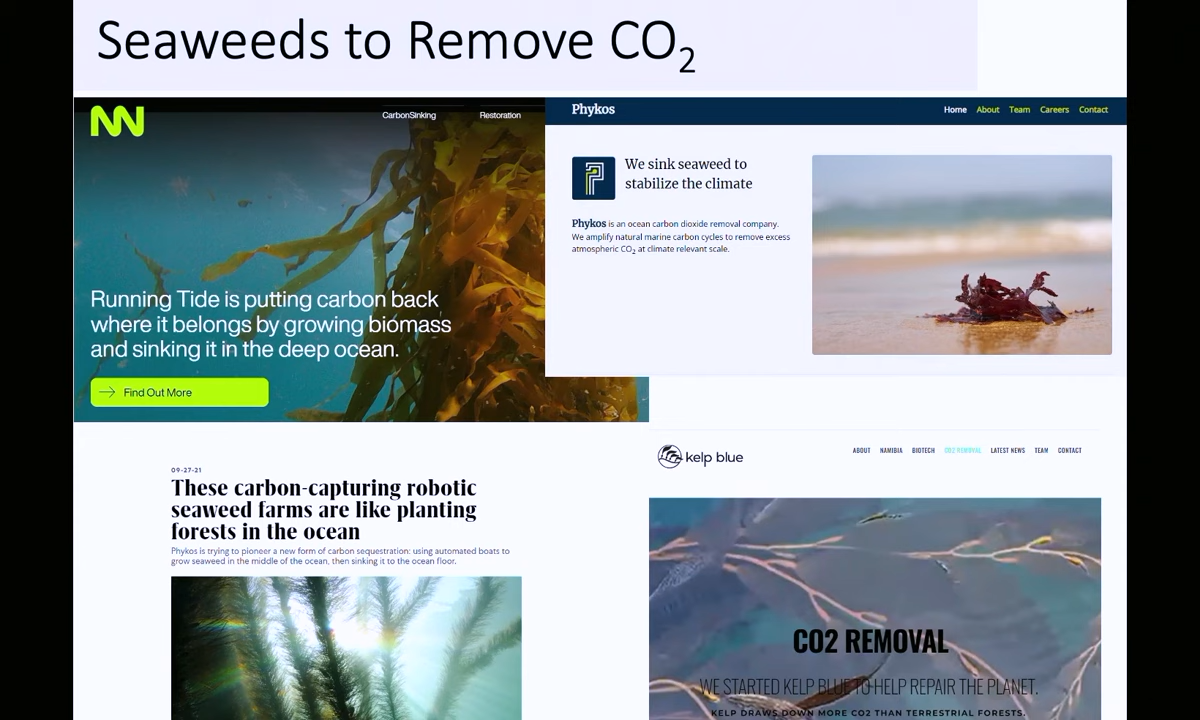 Seaweeds to Remove CO₂
CarbonSinking
Restoration
Running Tide is putting carbon back
where it belongs by growing biomass
and sinking it in the deep ocean.
→ Find Out More
Phykos
Home About Team Careers Contact
We sink seaweed to
stabilize the climate
Phykos is an ocean carbon dioxide removal company.
We amplify natural marine carbon cycles to remove excess
atmospheric CO₂ at climate relevant scale.
09-27-21
These carbon-capturing robotic
seaweed farms are like planting
forests in the ocean
Phykos is trying to pioneer a new form of carbon sequestration: using automated boats to
grow seaweed in the middle of the ocean, then sinking it to the ocean floor.
kelp blue
ABOUT NAMIBIA BIOTECH CO2 REMOVAL LATEST NEWS TEAM CONTACT
CO2 REMOVAL
WE STARTED KELP BLUE TO HELP REPAIR THE PLANET.
KELP DRAWS DOWN MORE CO2 THAN TERRESTRIAL FORESTS.